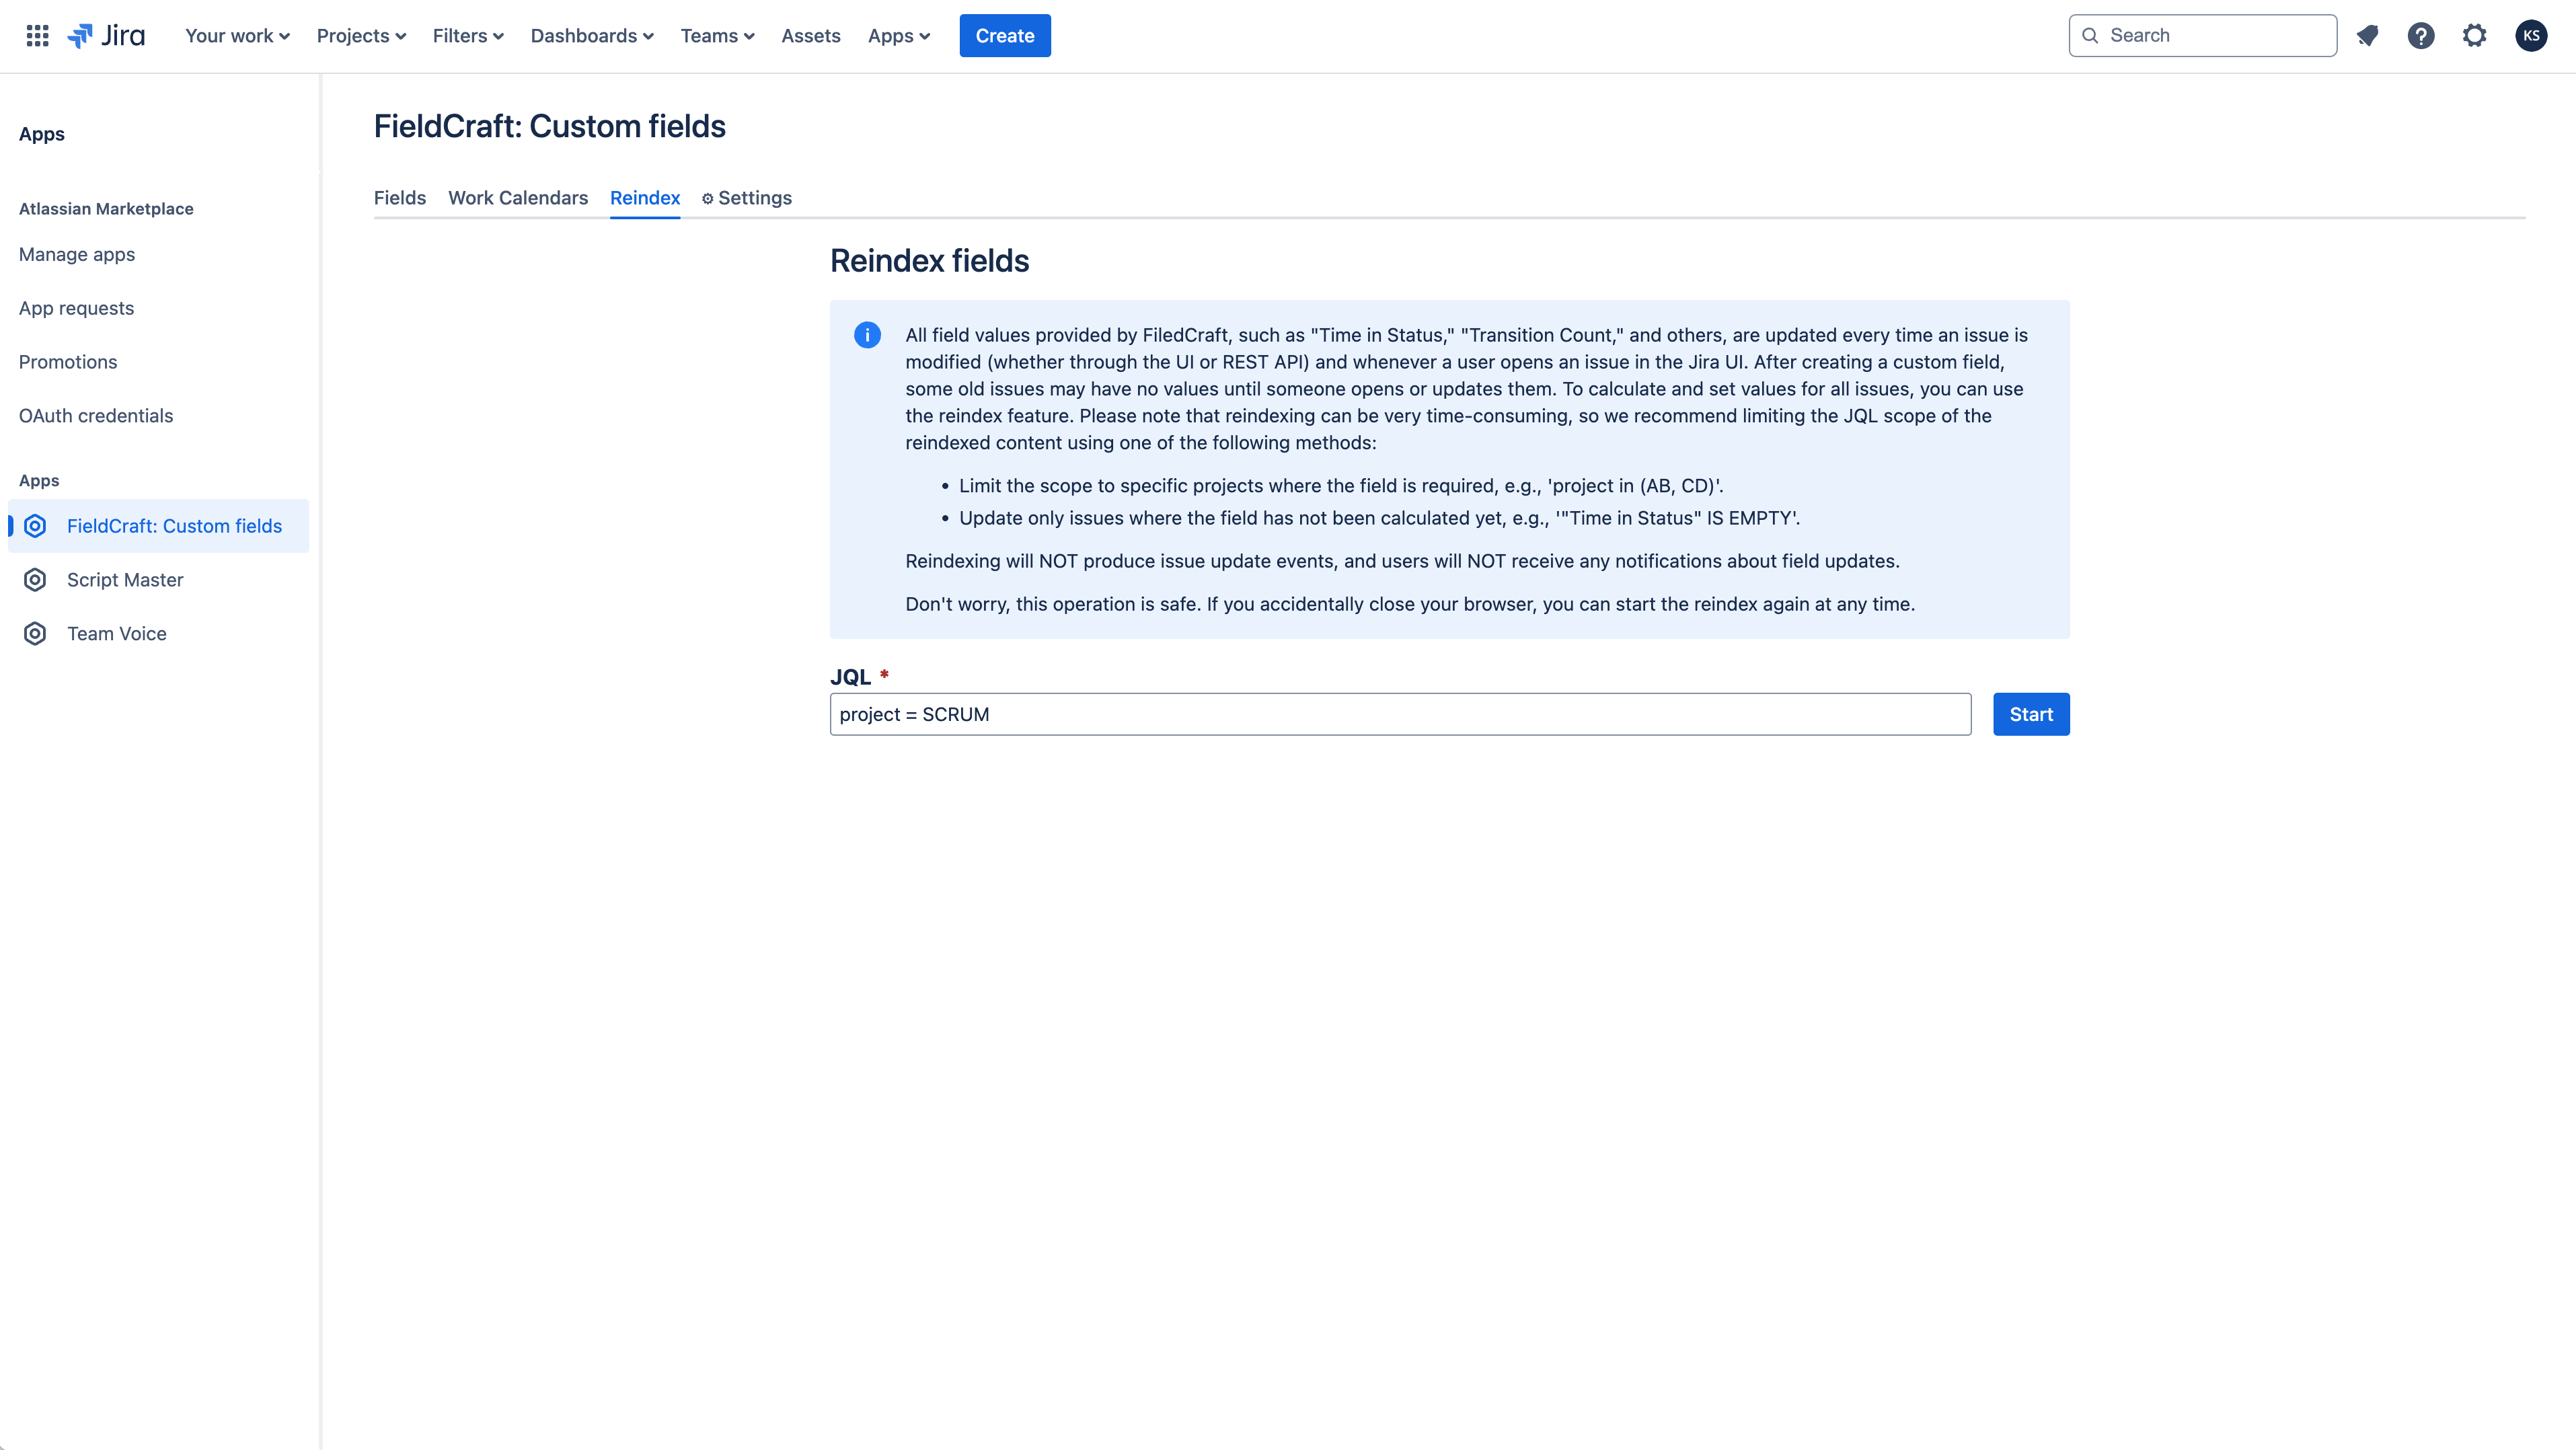 Jira
Your work
Projects
Filters
Dashboards
Teams
Assets
Apps
Create
Search
KS
Apps
Atlassian Marketplace
Manage apps
App requests
Promotions
OAuth credentials
Apps
FieldCraft: Custom fields
Script Master
Team Voice
FieldCraft: Custom fields
Fields
Work Calendars
Reindex
Settings
Reindex fields
All field values provided by FiledCraft, such as "Time in Status," "Transition Count," and others, are updated every time an issue is
modified (whether through the UI or REST API) and whenever a user opens an issue in the Jira UI. After creating a custom field,
some old issues may have no values until someone opens or updates them. To calculate and set values for all issues, you can use
the reindex feature. Please note that reindexing can be very time-consuming, so we recommend limiting the JQL scope of the
reindexed content using one of the following methods:
• Limit the scope to specific projects where the field is required, e.g., 'project in (AB, CD)'.
• Update only issues where the field has not been calculated yet, e.g., '"Time in Status" IS EMPTY'.
Reindexing will NOT produce issue update events, and users will NOT receive any notifications about field updates.
Don't worry, this operation is safe. If you accidentally close your browser, you can start the reindex again at any time.
JQL *
project = SCRUM
Start